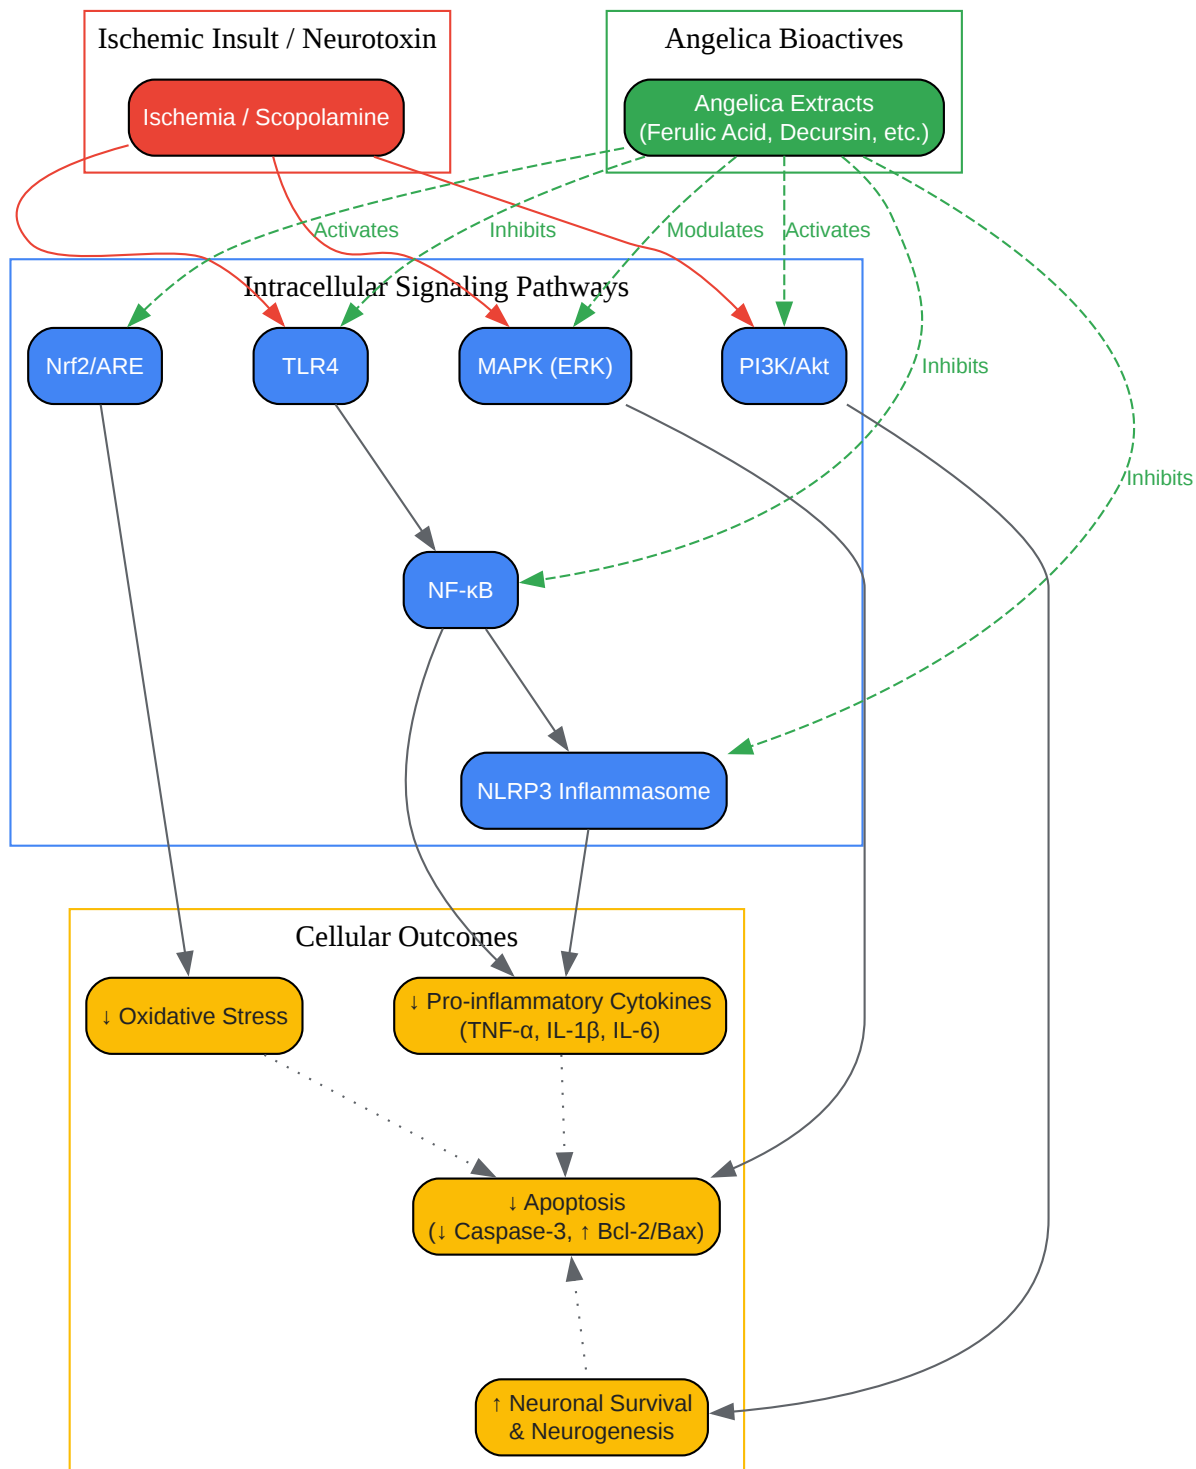 Ischemic Insult / Neurotoxin
Angelica Bioactives
Ischemia / Scopolamine
Angelica Extracts
(Ferulic Acid, Decursin, etc.)
Activates
Inhibits
Modulates
Activates
Intracellular Signaling Pathways
Nrf2/ARE
TLR4
MAPK (ERK)
PI3K/Akt
Inhibits
Inhibits
NF-κB
NLRP3 Inflammasome
Cellular Outcomes
↓ Oxidative Stress
↓ Pro-inflammatory Cytokines
(TNF-α, IL-1β, IL-6)
↓ Apoptosis
(↓ Caspase-3, ↑ Bcl-2/Bax)
↑ Neuronal Survival
& Neurogenesis